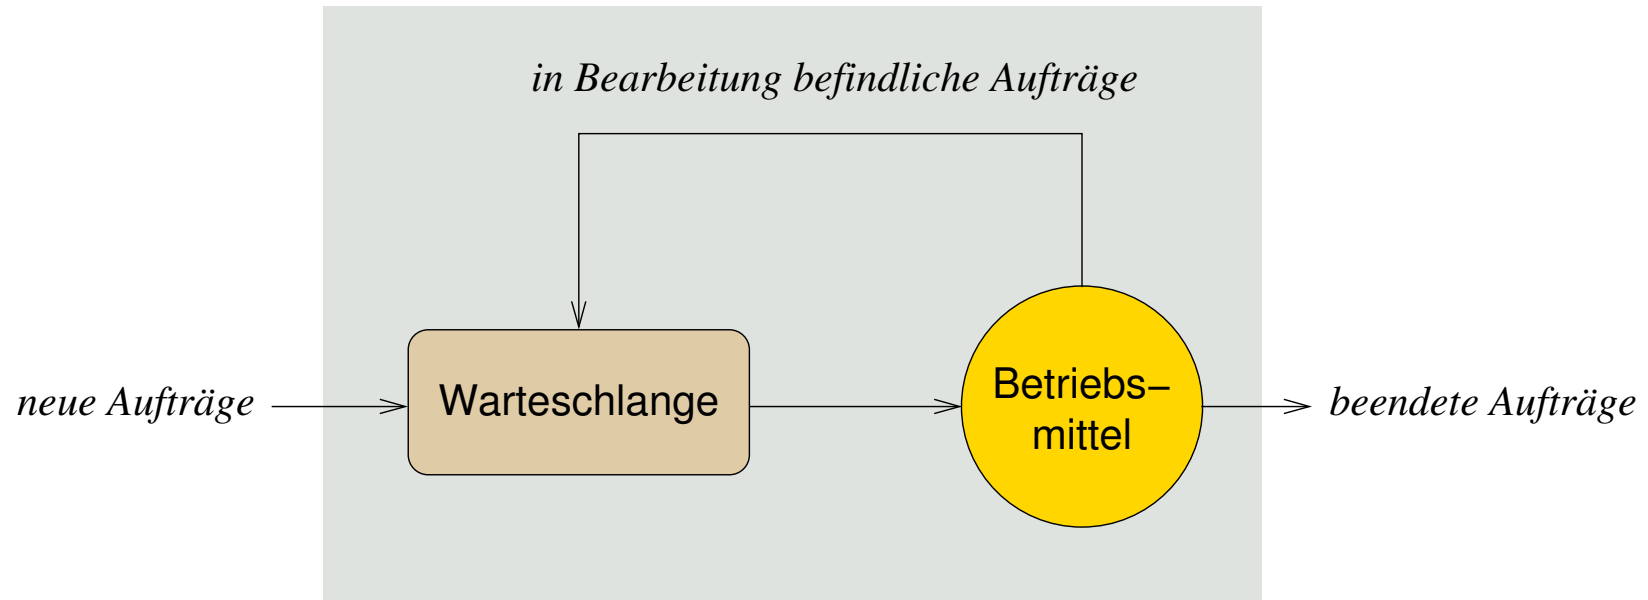 in Bearbeitung befindliche Aufträge
neue Aufträge
Warteschlange
Betriebs–
mittel
beendete Aufträge